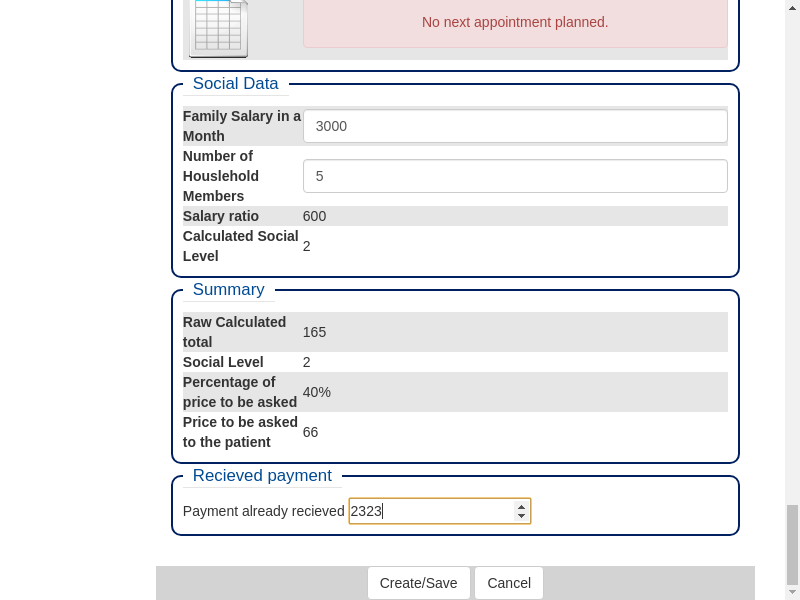 No next appointment planned.
Social Data
Family Salary in a
Month
3000
Number of
Houslehold
Members
5
Salary ratio
600
Calculated Social
Level
2
Summary
Raw Calculated
total
165
Social Level
2
Percentage of
price to be asked
40%
Price to be asked
to the patient
66
Recieved payment
Payment already recieved 2323
Create/Save
Cancel